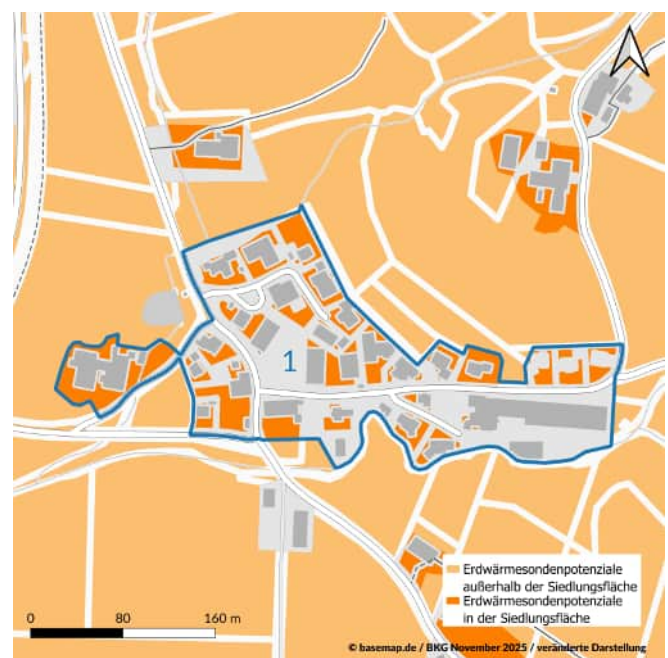 1
Erdwärmesondenpotenziale
außerhalb der Siedlungsfläche
Erdwärmesondenpotenziale
in der Siedlungsfläche
0 80 160 m
© basemap.de / BKG November 2025 / veränderte Darstellung